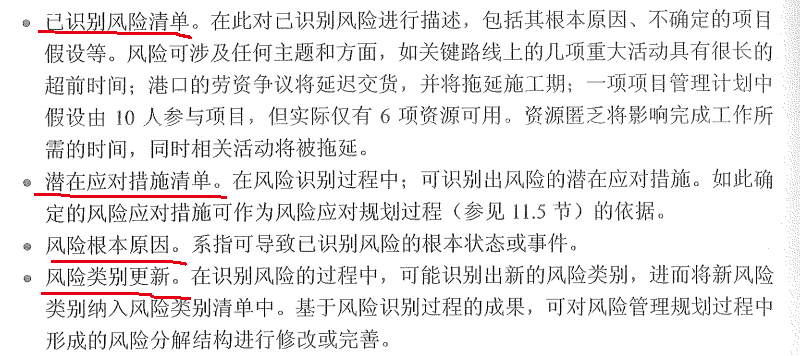 已识别风险清单。在此对已识别风险进行描述，包括其根本原因、不确定的项目
假设等。风险可涉及任何主题和方面，如关键路线上的几项重大活动具有很长的
超前时间；港口的劳资争议将延迟交货，并将拖延施工期；一项项目管理计划中
假设由 10 人参与项目，但实际仅有 6 项资源可用。资源匮乏将影响完成工作所
需的时间，同时相关活动将被拖延。
潜在应对措施清单。在风险识别过程中；可识别出风险的潜在应对措施。如此确
定的风险应对措施可作为风险应对规划过程（参见 11.5 节）的依据。
风险根本原因。系指可导致已识别风险的根本状态或事件。
风险类别更新。在识别风险的过程中，可能识别出新的风险类别，进而将新风险
类别纳入风险类别清单中。基于风险识别过程的成果，可对风险管理规划过程中
形成的风险分解结构进行修改或完善。